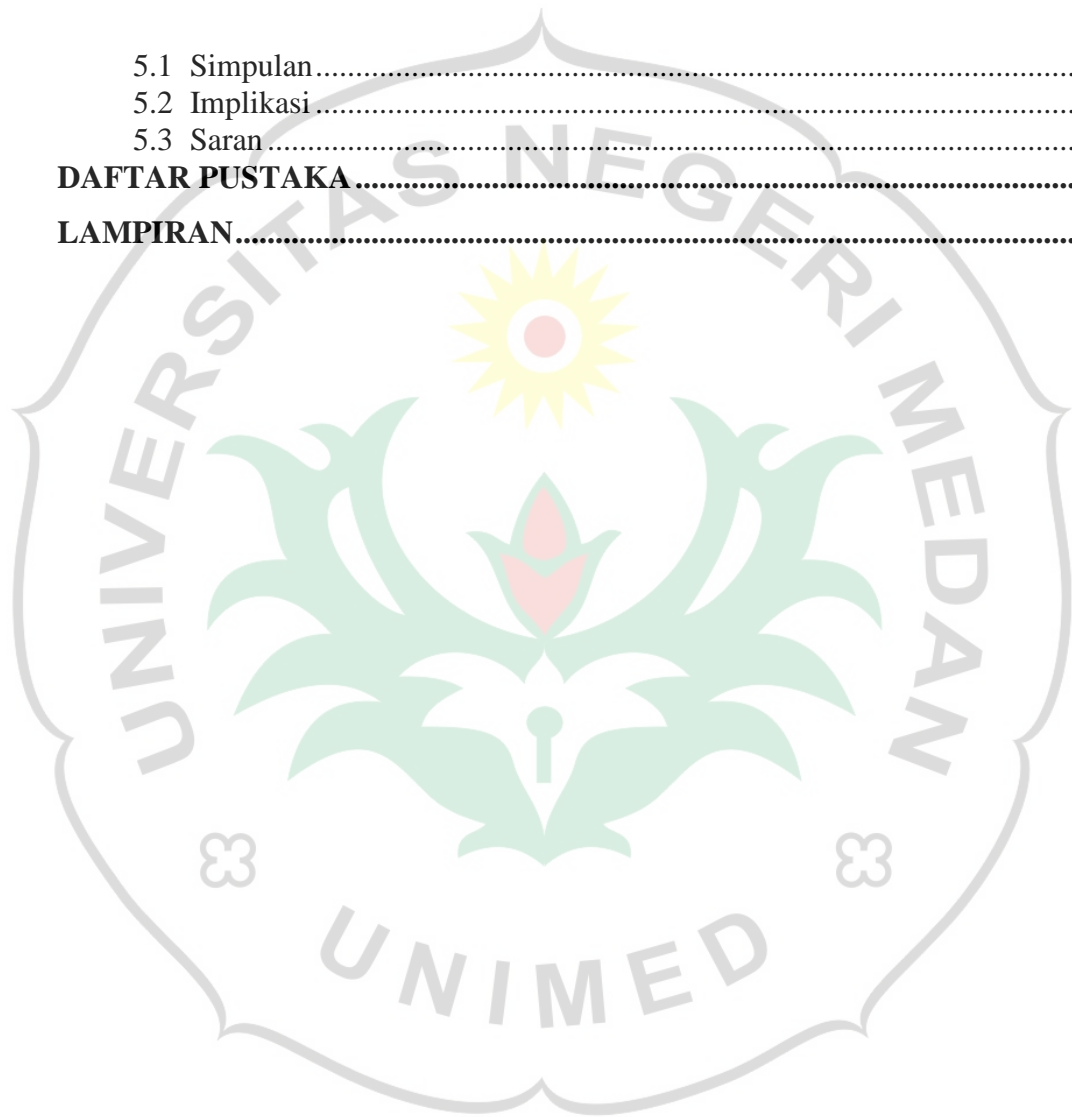 5.1 Simpulan........................................................................................................
5.2 Implikasi........................................................................................................
5.3 Saran........................................................................................................
DAFTAR PUSTAKA........................................................................................................
LAMPIRAN........................................................................................................
UNIVERSITAS NEGERI MEDAN
UNIMED